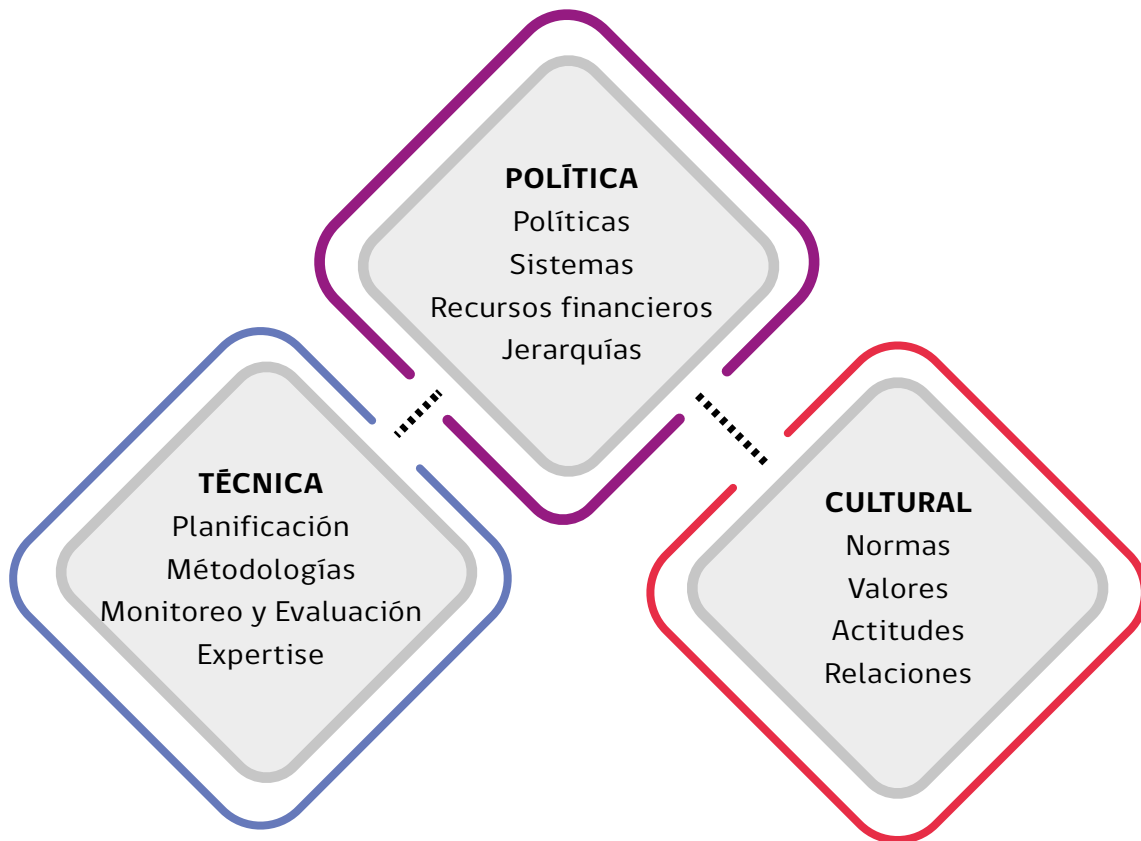 POLÍTICA
Políticas
Sistemas
Recursos financieros
Jerarquías
TÉCNICA
Planificación
Métodologías
Monitoreo y Evaluación
Expertise
CULTURAL
Normas
Valores
Actitudes
Relaciones